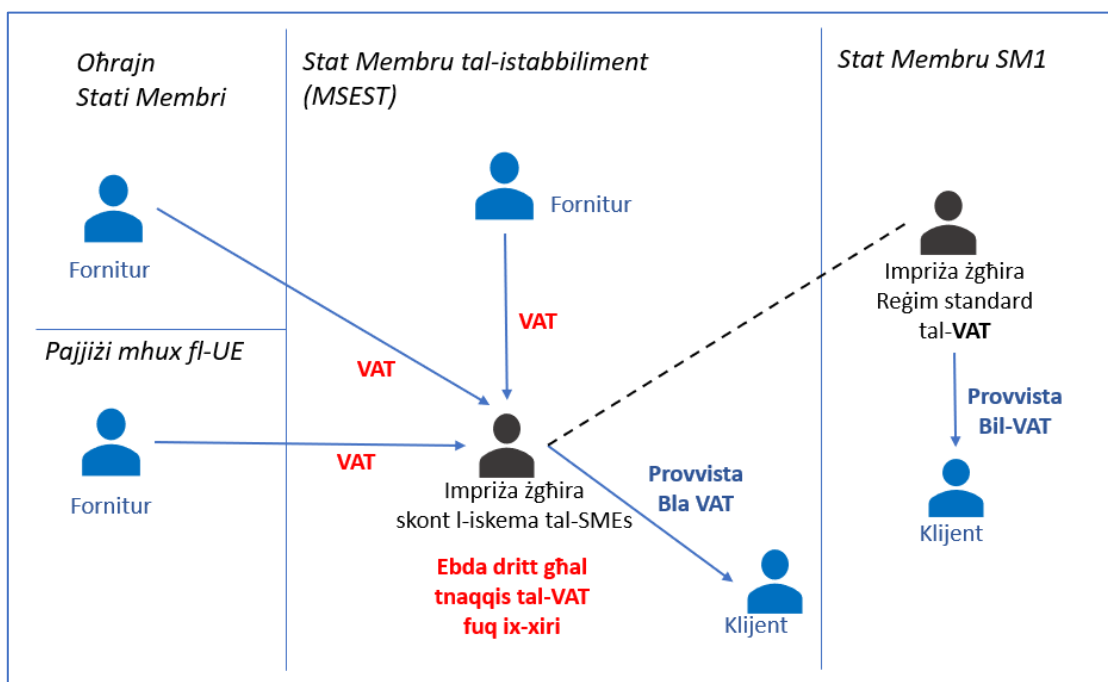 Oħrajn
Stati Membri
Fornitur
Pajjiżi mhux fl-UE
Fornitur
Stat Membru tal-istabbiliment
(MSEST)
Fornitur
VAT
VAT
VAT
Impriża żgħira
skont l-iskema tal-SMEs
Ebda dritt għal
tnaqqis tal-VAT
fuq ix-xiri
Provvista
Bla VAT
Klijent
Stat Membru SM1
Impriża żgħira
Reġim standard
tal-VAT
Provvista
Bil-VAT
Klijent